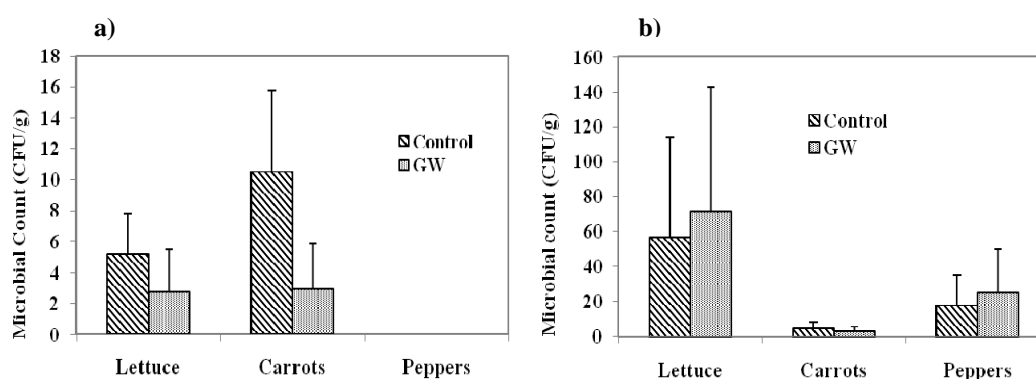 a)
Microbial Count (CFU/g)
18
16
14
12
10
8
6
4
2
0
Control
GW
Lettuce Carrots Peppers
b)
Microbial count (CFU/g)
160
140
120
100
80
60
40
20
0
Control
GW
Lettuce Carrots Peppers